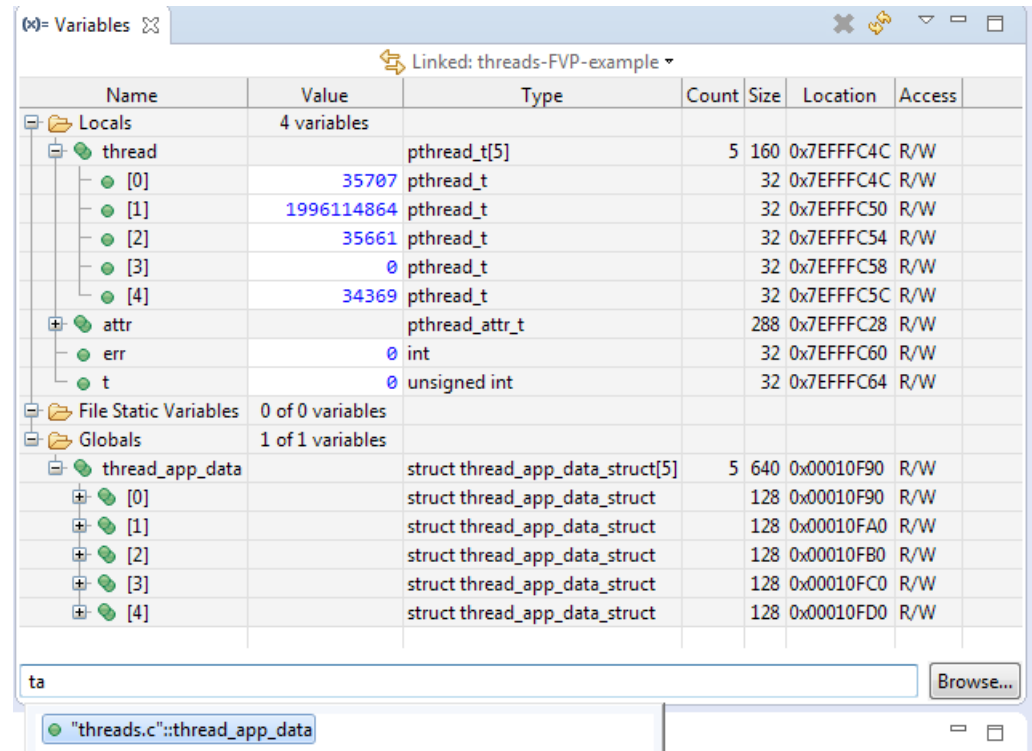 (x)= Variables
Linked: threads-FVP-example
Name Value Type Count Size Location Access
Locals 4 variables
thread pthread_t[5] 5 160 0x7EFFFC4C R/W
[0] 35707 pthread_t 32 0x7EFFFC4C R/W
[1] 1996114864 pthread_t 32 0x7EFFFC50 R/W
[2] 35661 pthread_t 32 0x7EFFFC54 R/W
[3] 0 pthread_t 32 0x7EFFFC58 R/W
[4] 34369 pthread_t 32 0x7EFFFC5C R/W
attr pthread_attr_t 288 0x7EFFFC28 R/W
err 0 int 32 0x7EFFFC60 R/W
t 0 unsigned int 32 0x7EFFFC64 R/W
File Static Variables 0 of 0 variables
Globals 1 of 1 variables
thread_app_data struct thread_app_data_struct[5] 5 640 0x00010F90 R/W
[0] struct thread_app_data_struct 128 0x00010F90 R/W
[1] struct thread_app_data_struct 128 0x00010FA0 R/W
[2] struct thread_app_data_struct 128 0x00010FB0 R/W
[3] struct thread_app_data_struct 128 0x00010FC0 R/W
[4] struct thread_app_data_struct 128 0x00010FD0 R/W
ta Browse...
"threads.c"::thread_app_data